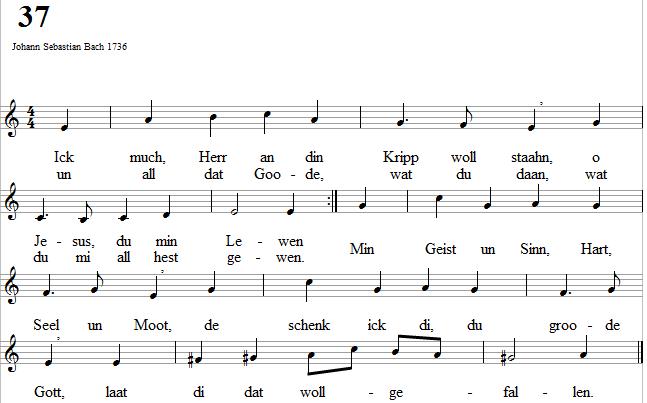 37
Johann Sebastian Bach 1736
4
4
Ick much, Herr an din Kripp woll staahn, o
un all dat Goo - de, wat du daan, wat
Je - sus, du min Le - wen
du mi all hest ge - wen.
Min Geist un Sinn, Hart,
Seel un Moot, de schenk ick di, du groo - de
Gott, laat di dat woll - ge - fal - len.